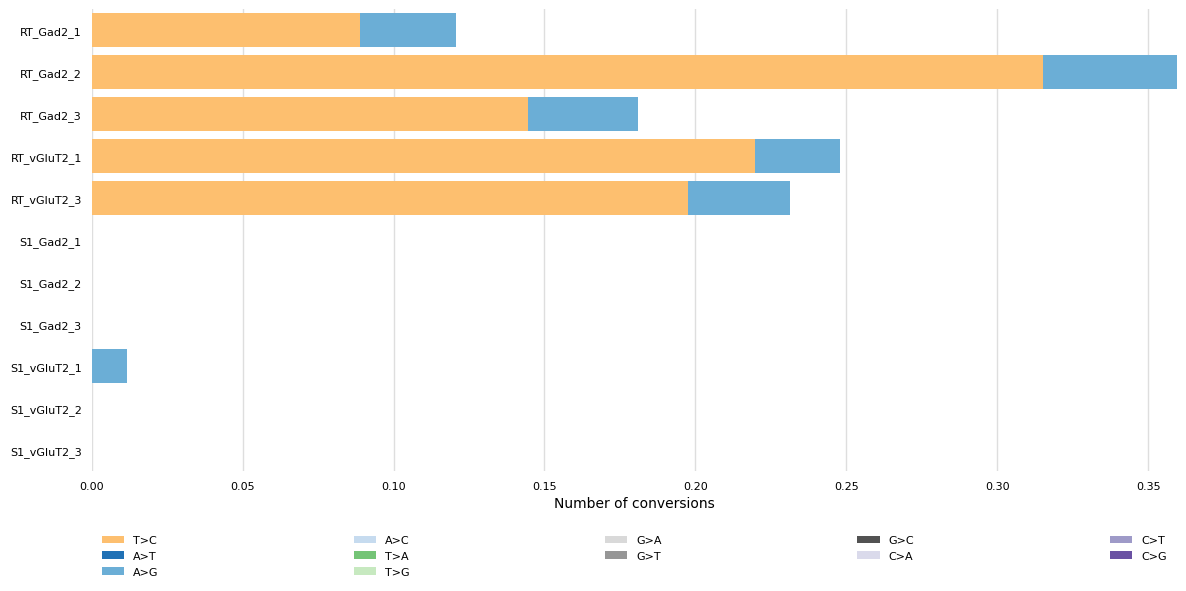 RT_Gad2_1
RT_Gad2_2
RT_Gad2_3
RT_vGluT2_1
RT_vGluT2_3
S1_Gad2_1
S1_Gad2_2
S1_Gad2_3
S1_vGluT2_1
S1_vGluT2_2
S1_vGluT2_3
0.00 0.05 0.10 0.15 0.20 0.25 0.30 0.35
Number of conversions
T>C A>C G>A G>C C>T
A>T T>A G>T C>A C>G
A>G T>G